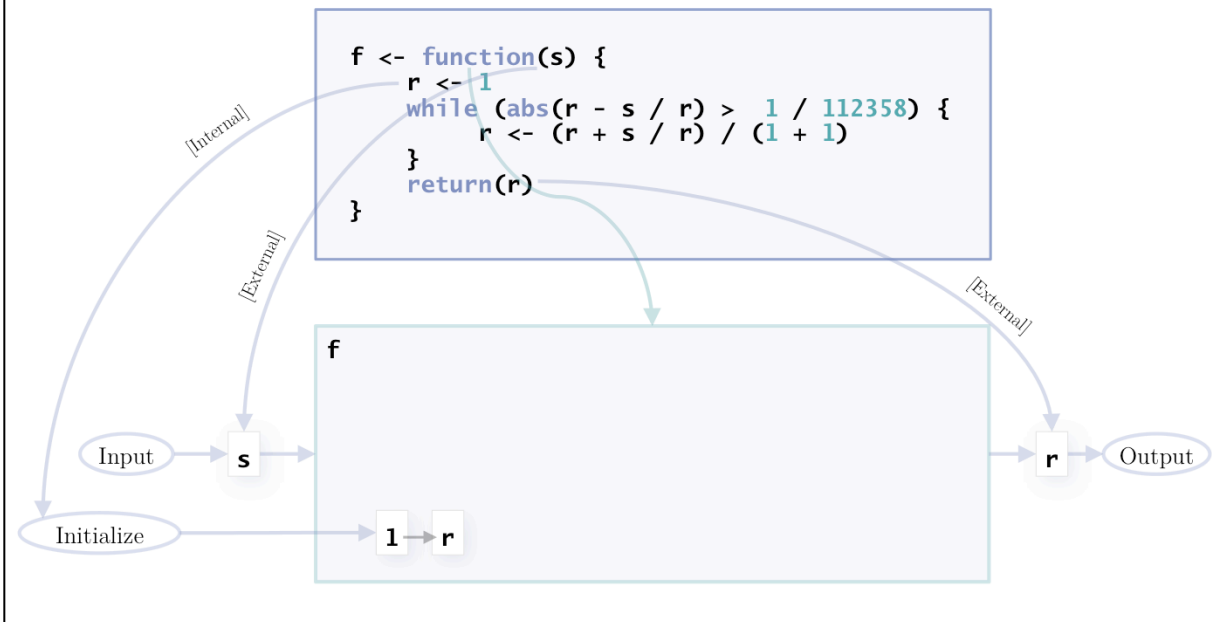 f <- function(s) {
r <- 1
while (abs(r - s / r) > 1 / 112358) {
r <- (r + s / r) / (1 + 1)
}
return(r)
}
[Internal]
[External]
[External]
f
Input
s
r
Output
Initialize
1
r